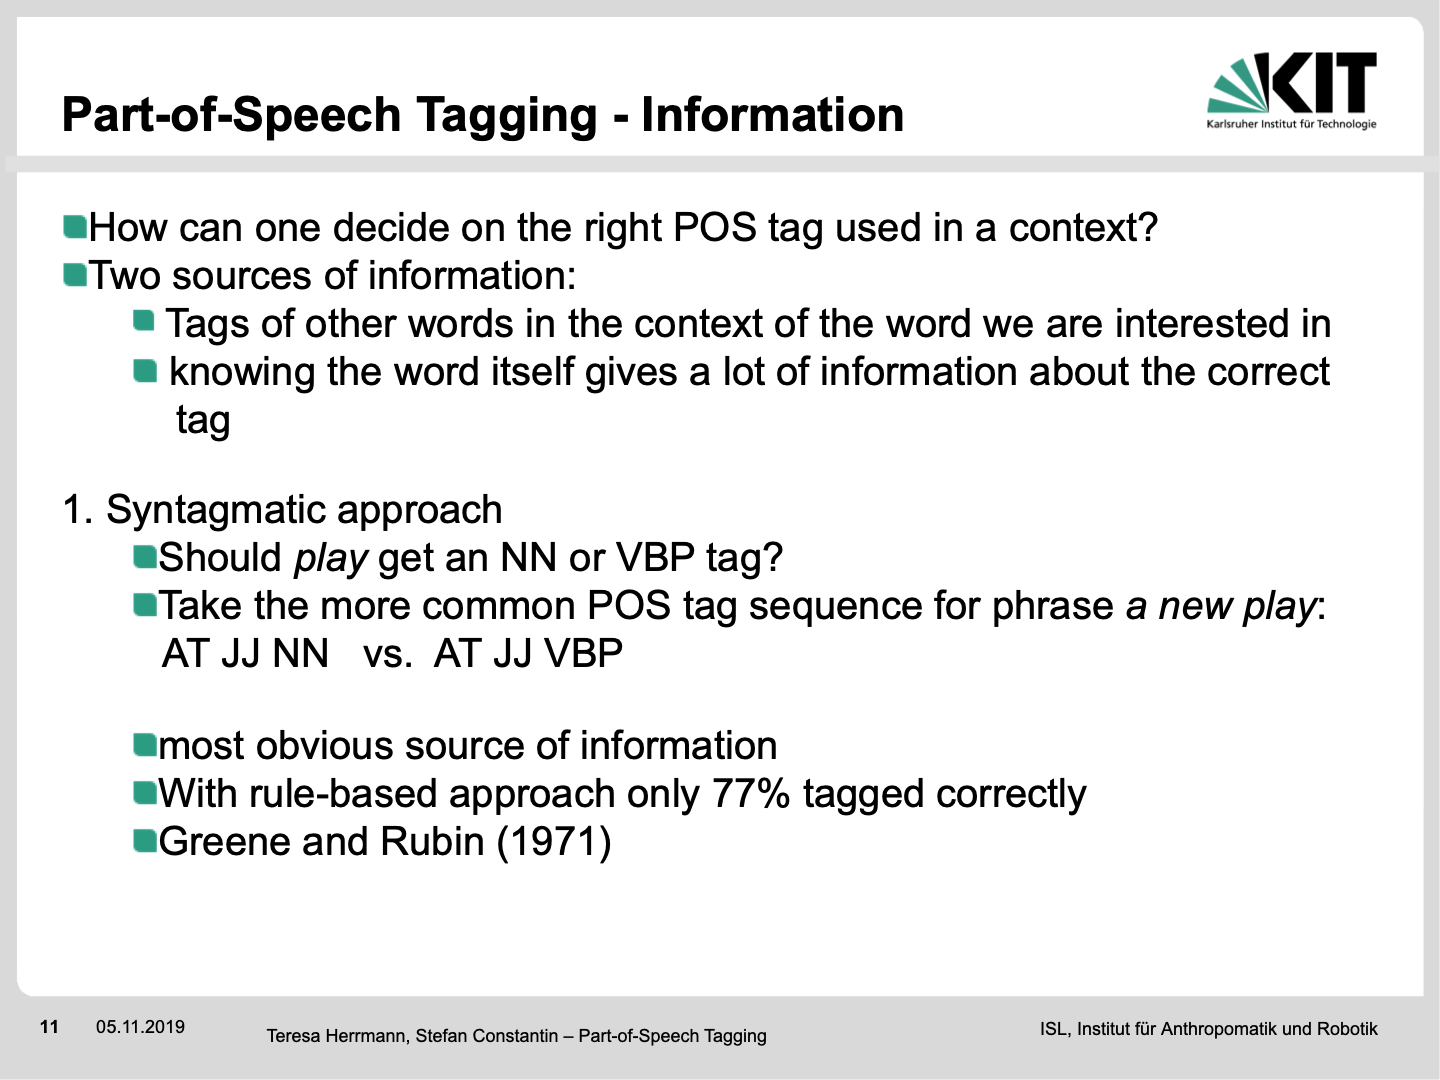 KIT
Karlsruher Institut für Technologie
Part-of-Speech Tagging - Information
How can one decide on the right POS tag used in a context?
Two sources of information:
Tags of other words in the context of the word we are interested in
knowing the word itself gives a lot of information about the correct
tag
1. Syntagmatic approach
Should play get an NN or VBP tag?
Take the more common POS tag sequence for phrase a new play:
AT JJ NN vs. AT JJ VBP
most obvious source of information
With rule-based approach only 77% tagged correctly
Greene and Rubin (1971)
11 05.11.2019
Teresa Herrmann, Stefan Constantin – Part-of-Speech Tagging
ISL, Institut für Anthropomatik und Robotik